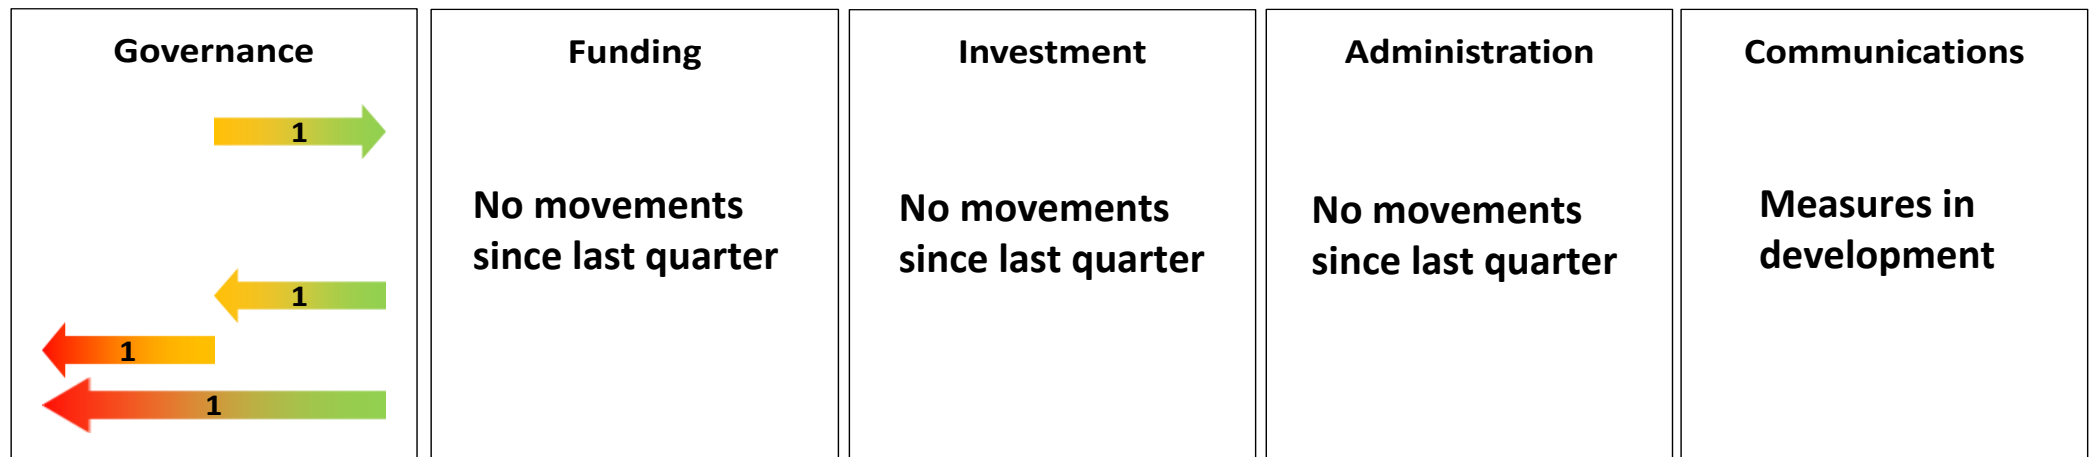 Governance
1
1
1
1
Funding
No movements
since last quarter
Investment
No movements
since last quarter
Administration
No movements
since last quarter
Communications
Measures in
development